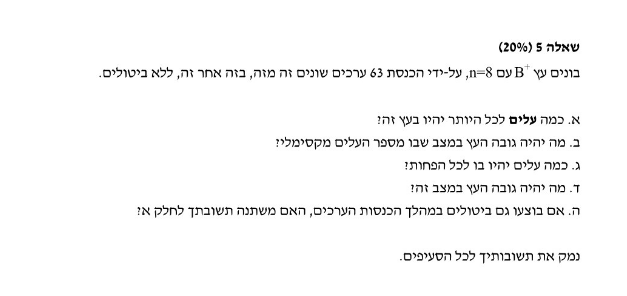 שאלה 5 (20%)
בונים עץ B+ עם n=8, על-ידי הכנסת 63 ערכים שונים זה מזה, בזה אחר זה, ללא ביטולים.
א. כמה עלים לכל היותר יהיו בעץ זה?
ב. מה יהיה גובה העץ במצב שבו מספר העלים מקסימלי?
ג. כמה עלים יהיו בו לכל הפחות?
ד. מה יהיה גובה העץ במצב זה?
ה. אם בוצעו גם ביטולים במהלך הכנסות הערכים, האם משתנה תשובתך לחלק א?
נמק את תשובותיך לכל הסעיפים.